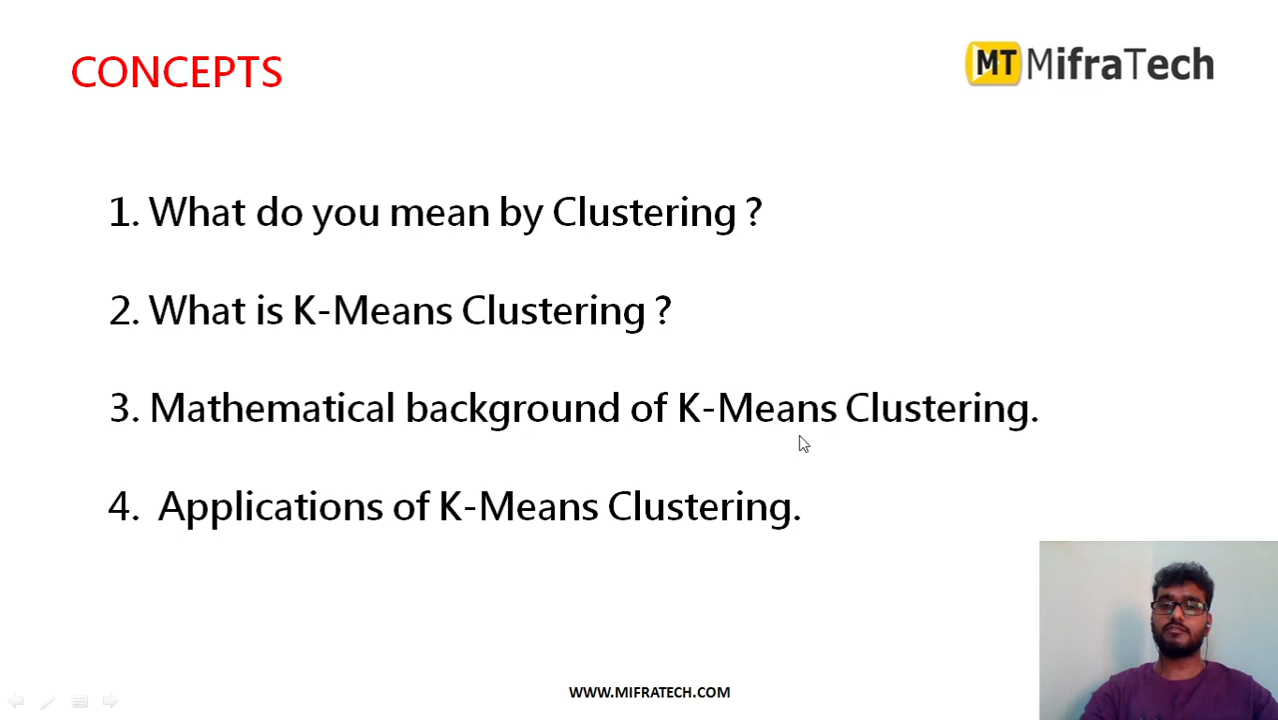 CONCEPTS
MT MifraTech
1. What do you mean by Clustering ?
2. What is K-Means Clustering ?
3. Mathematical background of K-Means Clustering.
4. Applications of K-Means Clustering.
WWW.MIFRATECH.COM